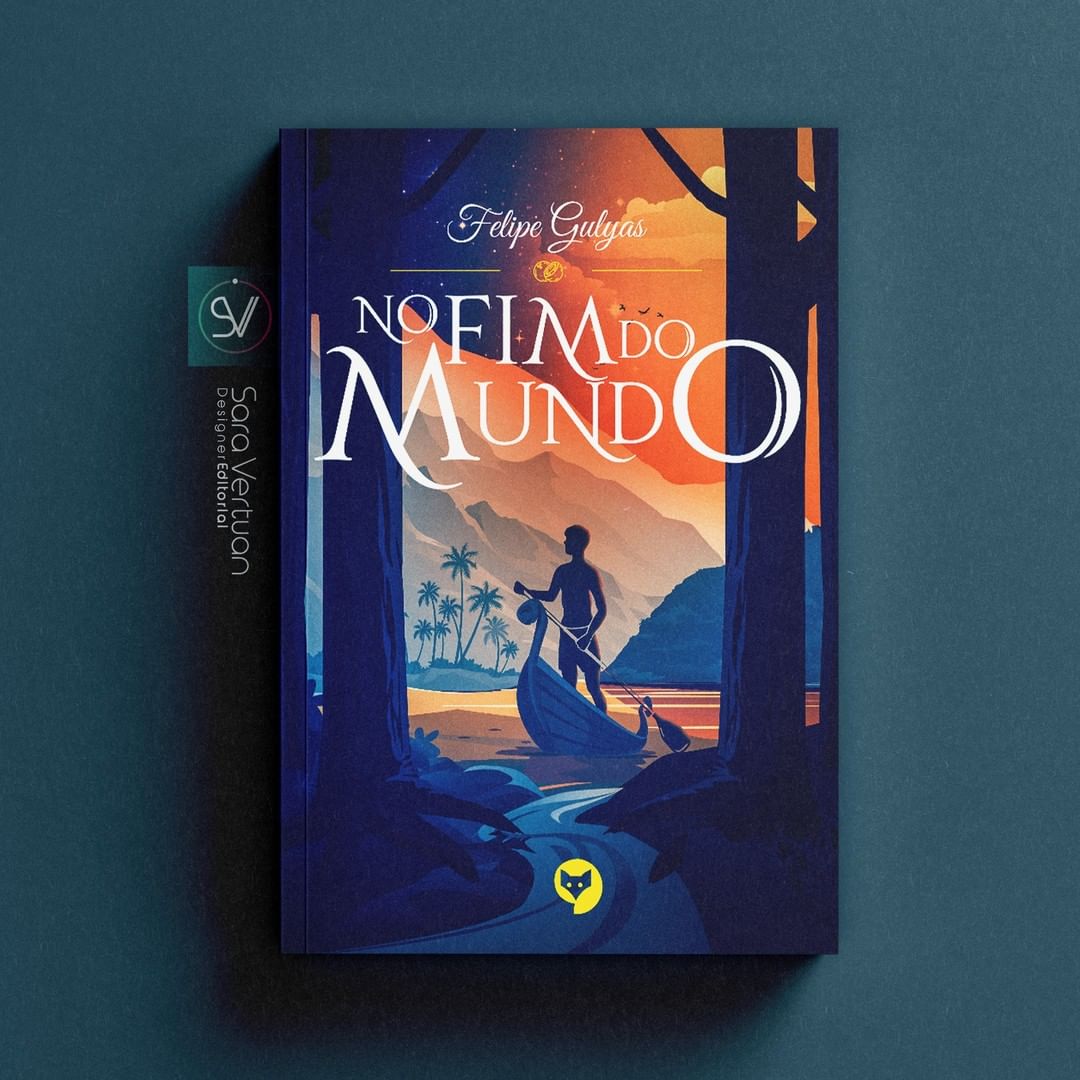 Felipe Gulyas
NO FIM DO
MUNDO
SV
Sara Vertuan
Designer Editorial